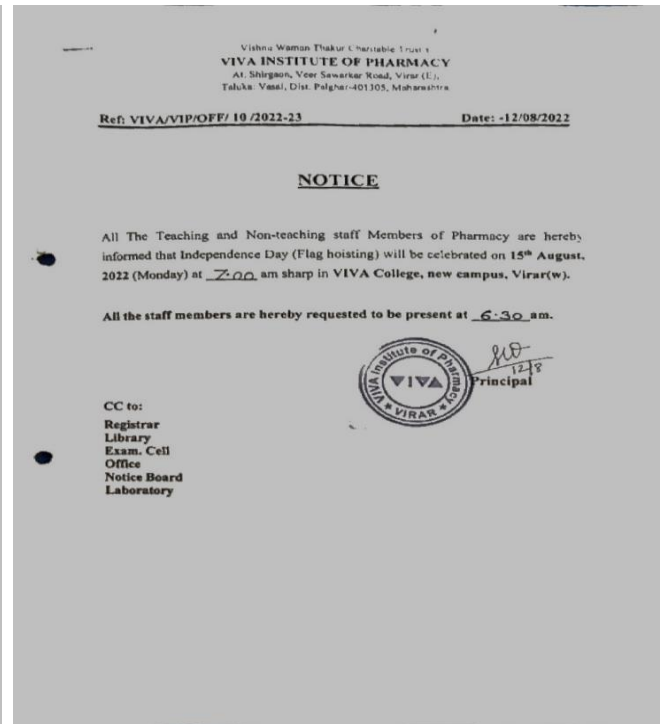 Vishnu Waman Thakur Charitable Trust's
VIVA INSTITUTE OF PHARMACY
At. Shirgaon, Veer Sawarkar Road, Virar (E),
Taluka: Vasai, Dist. Palghar-401305, Maharashtra
Ref: VIVA/VIP/OFF/ 10 /2022-23 Date: -12/08/2022
NOTICE
All The Teaching and Non-teaching staff Members of Pharmacy are hereby
informed that Independence Day (Flag hoisting) will be celebrated on 15th August,
2022 (Monday) at 7.00 am sharp in VIVA College, new campus, Virar(w).
All the staff members are hereby requested to be present at 6.30 am.
12/8
Principal
VIVA Institute of Pharmacy
VIVA
VIRAR
CC to:
Registrar
Library
Exam. Cell
Office
Notice Board
Laboratory